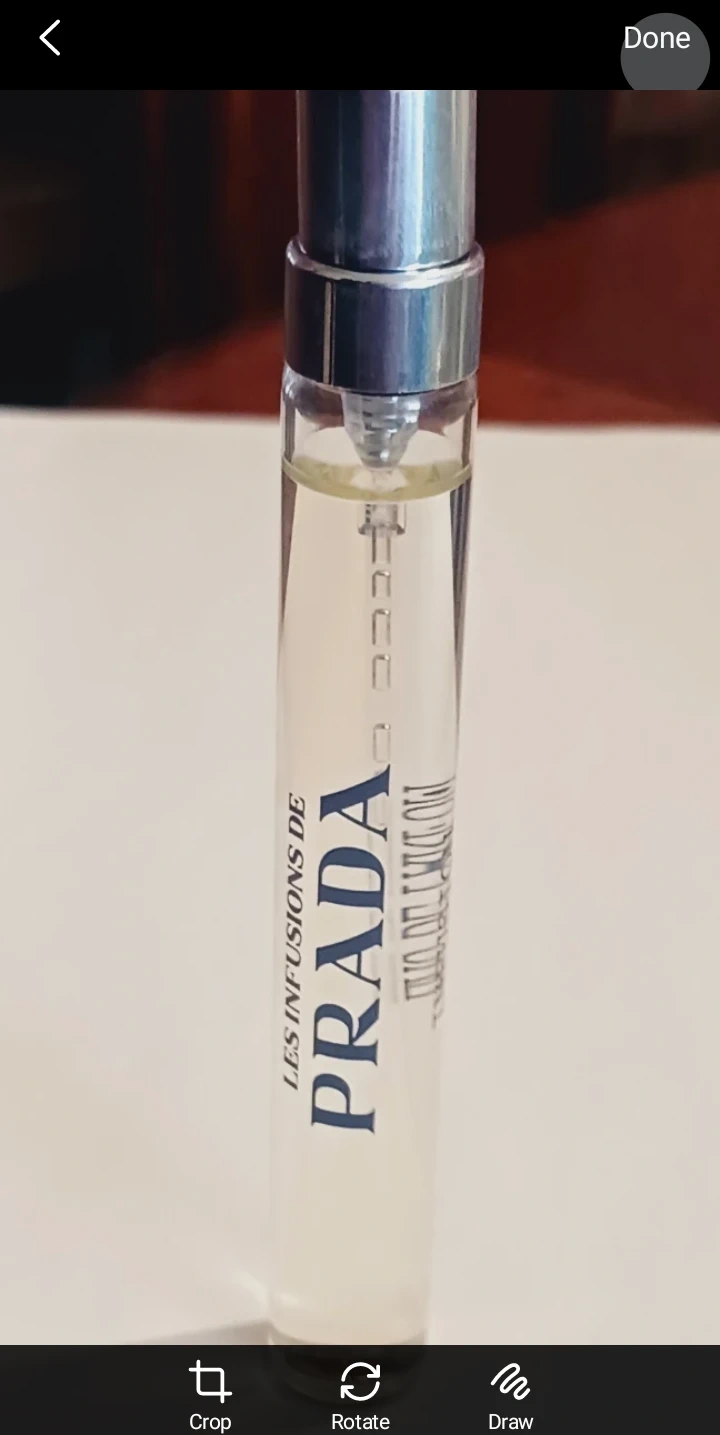 Done
LES INFUSIONS DE
PRADA
Crop
Rotate
Draw